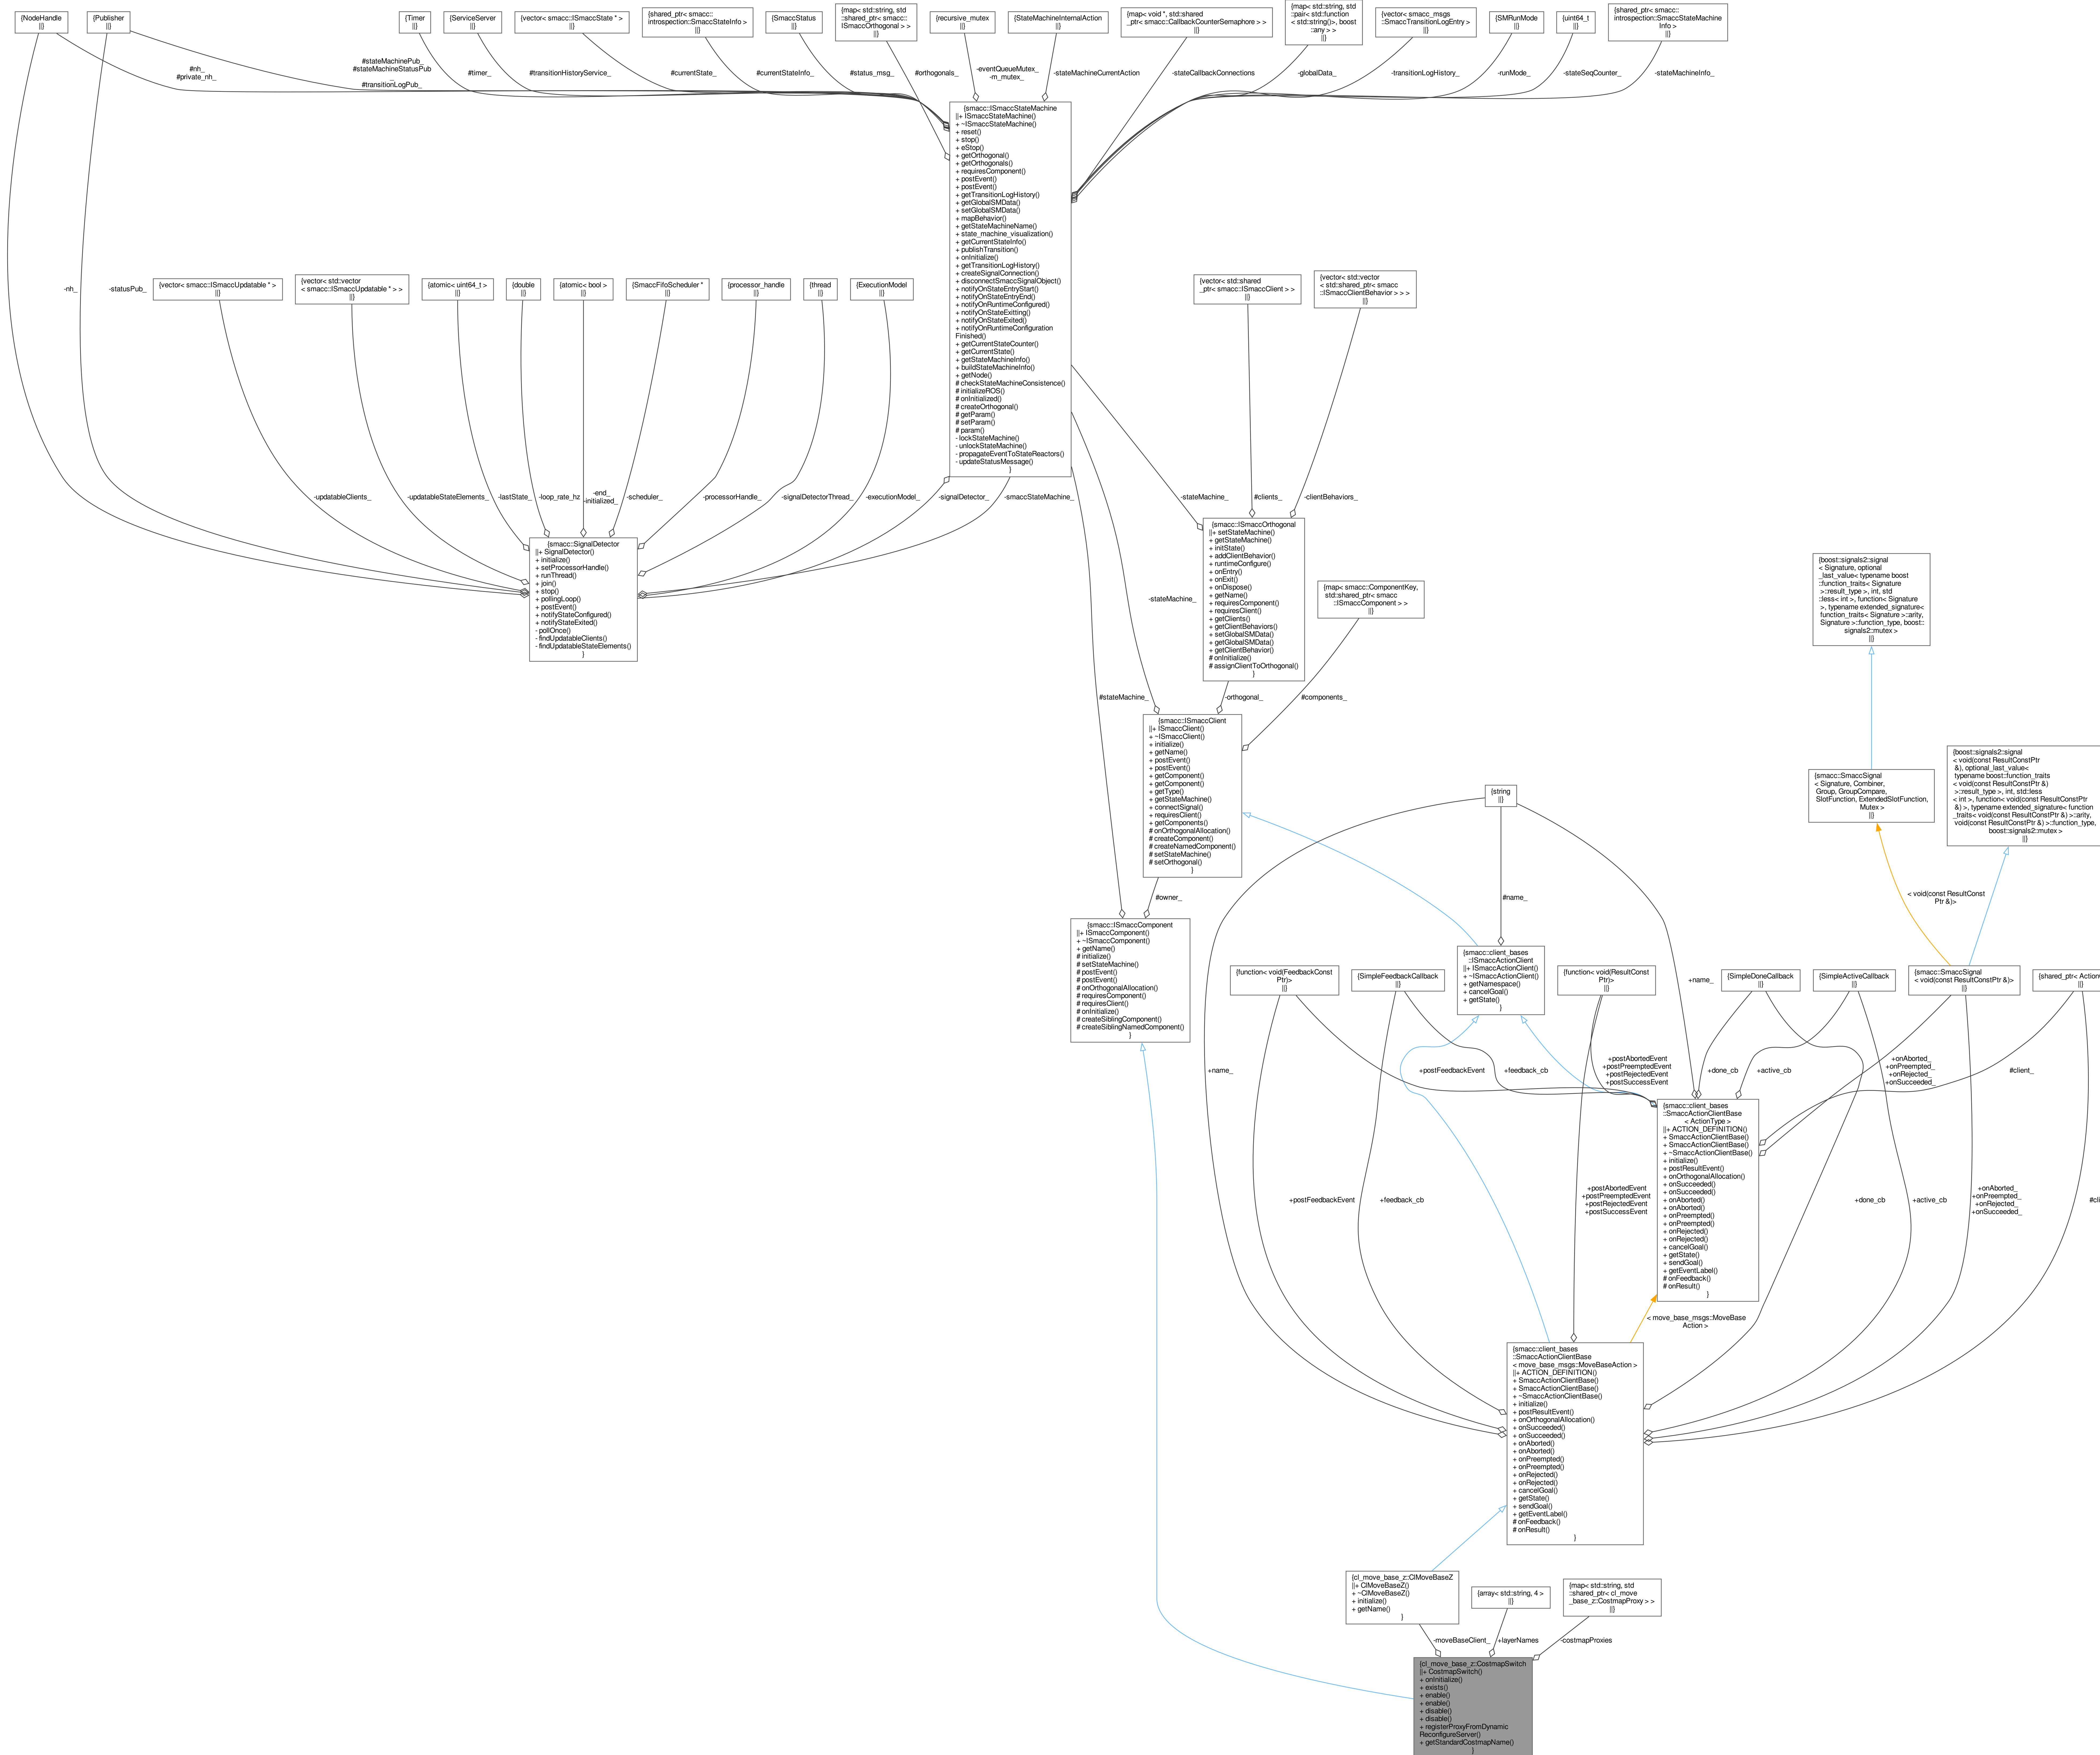 {NodeHandle
||}
{Publisher
||}
{Timer
||}
{ServiceServer
||}
{vector< smacc::ISmaccState * >
||}
{shared_ptr< smacc::
introspection::SmaccStateInfo >
||}
{SmaccStatus
||}
{map< std::string, std
::shared_ptr< smacc::
ISmaccOrthogonal > >
||}
{recursive_mutex
||}
{StateMachineInternalAction
||}
{map< void *, std::shared
_ptr< smacc::CallbackCounterSemaphore > >
||}
{map< std::string, std
::pair< std::function
< std::string()>, boost
::any > >
||}
{vector< smacc_msgs
::SmaccTransitionLogEntry >
||}
{SMRunMode
||}
{uint64_t
||}
{shared_ptr< smacc::
introspection::SmaccStateMachine
Info >
||}
#nh_
#private_nh_
#stateMachinePub_
#stateMachineStatusPub
_
#transitionLogPub_
#timer_
#transitionHistoryService_
#currentState_
#currentStateInfo_
#status_msg_
#orthogonals_
-eventQueueMutex_
-m_mutex_
-stateMachineCurrentAction
-stateCallbackConnections
-globalData_
-transitionLogHistory_
-runMode_
-stateSeqCounter_
-stateMachineInfo_
{smacc::ISmaccStateMachine
||+ ISmaccStateMachine()
+ ~ISmaccStateMachine()
+ reset()
+ stop()
+ eStop()
+ getOrthogonal()
+ getOrthogonals()
+ requiresComponent()
+ postEvent()
+ postEvent()
+ getTransitionLogHistory()
+ getGlobalSMData()
+ setGlobalSMData()
+ mapBehavior()
+ getStateMachineName()
+ state_machine_visualization()
+ getCurrentStateInfo()
+ publishTransition()
+ onInitialize()
+ getTransitionLogHistory()
+ createSignalConnection()
+ disconnectSmaccSignalObject()
+ notifyOnStateEntryStart()
+ notifyOnStateEntryEnd()
+ notifyOnRuntimeConfigured()
+ notifyOnStateExitting()
+ notifyOnStateExited()
+ notifyOnRuntimeConfiguration
Finished()
+ getCurrentStateCounter()
+ getCurrentState()
+ getStateMachineInfo()
+ buildStateMachineInfo()
+ getNode()
# checkStateMachineConsistence()
# initializeROS()
# onInitialized()
# createOrthogonal()
# getParam()
# setParam()
# param()
- lockStateMachine()
- unlockStateMachine()
- propagateEventToStateReactors()
- updateStatusMessage()
}
-nh_
-statusPub_
{vector< smacc::ISmaccUpdatable * >
||}
{vector< std::vector
< smacc::ISmaccUpdatable * > >
||}
{atomic< uint64_t >
||}
{double
||}
{atomic< bool >
||}
{SmaccFifoScheduler *
||}
{processor_handle
||}
{thread
||}
{ExecutionModel
||}
{vector< std::shared
_ptr< smacc::ISmaccClient > >
||}
{vector< std::vector
< std::shared_ptr< smacc
::ISmaccClientBehavior > > >
||}
-updatableClients_
-updatableStateElements_
-lastState_
-loop_rate_hz
-end_
-initialized_
-scheduler_
-processorHandle_
-signalDetectorThread_
-executionModel_
-signalDetector_
-smaccStateMachine_
-stateMachine_
#clients_
-clientBehaviors_
{smacc::SignalDetector
||+ SignalDetector()
+ initialize()
+ setProcessorHandle()
+ runThread()
+ join()
+ stop()
+ pollingLoop()
+ postEvent()
+ notifyStateConfigured()
+ notifyStateExited()
- pollOnce()
- findUpdatableClients()
- findUpdatableStateElements()
}
{smacc::ISmaccOrthogonal
||+ setStateMachine()
+ getStateMachine()
+ initState()
+ addClientBehavior()
+ runtimeConfigure()
+ onEntry()
+ onExit()
+ onDispose()
+ getName()
+ requiresComponent()
+ requiresClient()
+ getClients()
+ getClientBehaviors()
+ setGlobalSMData()
+ getGlobalSMData()
+ getClientBehavior()
# onInitialize()
# assignClientToOrthogonal()
}
{map< smacc::ComponentKey,
std::shared_ptr< smacc
::ISmaccComponent > >
||}
{boost::signals2::signal
< Signature, optional
_last_value< typename boost
::function_traits< Signature
>::result_type >, int, std
::less< int >, function< Signature
>, typename extended_signature<
function_traits< Signature >::arity,
Signature >::function_type, boost::
signals2::mutex >
||}
-stateMachine_
#stateMachine_
-orthogonal_
#components_
{smacc::ISmaccClient
||+ ISmaccClient()
+ ~ISmaccClient()
+ initialize()
+ getName()
+ postEvent()
+ postEvent()
+ getComponent()
+ getComponent()
+ getType()
+ getStateMachine()
+ connectSignal()
+ requiresClient()
+ getComponents()
# onOrthogonalAllocation()
# createComponent()
# createNamedComponent()
# setStateMachine()
# setOrthogonal()
}
{string
||}
{smacc::SmaccSignal
< Signature, Combiner,
Group, GroupCompare,
SlotFunction, ExtendedSlotFunction,
Mutex >
||}
{boost::signals2::signal
< void(const ResultConstPtr
&), optional_last_value<
typename boost::function_traits
< void(const ResultConstPtr &)
>::result_type >, int, std::less
< int >, function< void(const ResultConstPtr
&) >, typename extended_signature< function
_traits< void(const ResultConstPtr &) >::arity,
void(const ResultConstPtr &) >::function_type,
boost::signals2::mutex >
||}
#owner_
#name_
< void(const ResultConst
Ptr &)>
{smacc::ISmaccComponent
||+ ISmaccComponent()
+ ~ISmaccComponent()
+ getName()
# initialize()
# setStateMachine()
# postEvent()
# postEvent()
# onOrthogonalAllocation()
# requiresComponent()
# requiresClient()
# onInitialize()
# createSiblingComponent()
# createSiblingNamedComponent()
}
{function< void(FeedbackConst
Ptr)>
||}
{SimpleFeedbackCallback
||}
{smacc::client_bases
::ISmaccActionClient
||+ ISmaccActionClient()
+ ~ISmaccActionClient()
+ getNamespace()
+ cancelGoal()
+ getState()
}
{function< void(ResultConst
Ptr)>
||}
+name_
{SimpleDoneCallback
||}
{SimpleActiveCallback
||}
{smacc::SmaccSignal
< void(const ResultConstPtr &)>
||}
{shared_ptr< Action
||}
+name_
+postFeedbackEvent
+feedback_cb
+postAbortedEvent
+postPreemptedEvent
+postRejectedEvent
+postSuccessEvent
+done_cb
+active_cb
+onAborted_
+onPreempted_
+onRejected_
+onSucceeded_
#client_
{smacc::client_bases
::SmaccActionClientBase
< ActionType >
||+ ACTION_DEFINITION()
+ SmaccActionClientBase()
+ SmaccActionClientBase()
+ ~SmaccActionClientBase()
+ initialize()
+ postResultEvent()
+ onOrthogonalAllocation()
+ onSucceeded()
+ onSucceeded()
+ onAborted()
+ onAborted()
+ onPreempted()
+ onPreempted()
+ onRejected()
+ onRejected()
+ cancelGoal()
+ getState()
+ sendGoal()
+ getEventLabel()
# onFeedback()
# onResult()
}
+postFeedbackEvent
+feedback_cb
+postAbortedEvent
+postPreemptedEvent
+postRejectedEvent
+postSuccessEvent
+done_cb
+active_cb
+onAborted_
+onPreempted_
+onRejected_
+onSucceeded_
#cli
< move_base_msgs::MoveBase
Action >
{smacc::client_bases
::SmaccActionClientBase
< move_base_msgs::MoveBaseAction >
||+ ACTION_DEFINITION()
+ SmaccActionClientBase()
+ SmaccActionClientBase()
+ ~SmaccActionClientBase()
+ initialize()
+ postResultEvent()
+ onOrthogonalAllocation()
+ onSucceeded()
+ onSucceeded()
+ onAborted()
+ onAborted()
+ onPreempted()
+ onPreempted()
+ onRejected()
+ onRejected()
+ cancelGoal()
+ getState()
+ sendGoal()
+ getEventLabel()
# onFeedback()
# onResult()
}
{cl_move_base_z::ClMoveBaseZ
||+ ClMoveBaseZ()
+ ~ClMoveBaseZ()
+ initialize()
+ getName()
}
{array< std::string, 4 >
||}
{map< std::string, std
::shared_ptr< cl_move
_base_z::CostmapProxy > >
||}
-moveBaseClient_
+layerNames
-costmapProxies
{cl_move_base_z::CostmapSwitch
||+ CostmapSwitch()
+ onInitialize()
+ exists()
+ enable()
+ enable()
+ disable()
+ disable()
+ registerProxyFromDynamic
ReconfigureServer()
+ getStandardCostmapName()
}